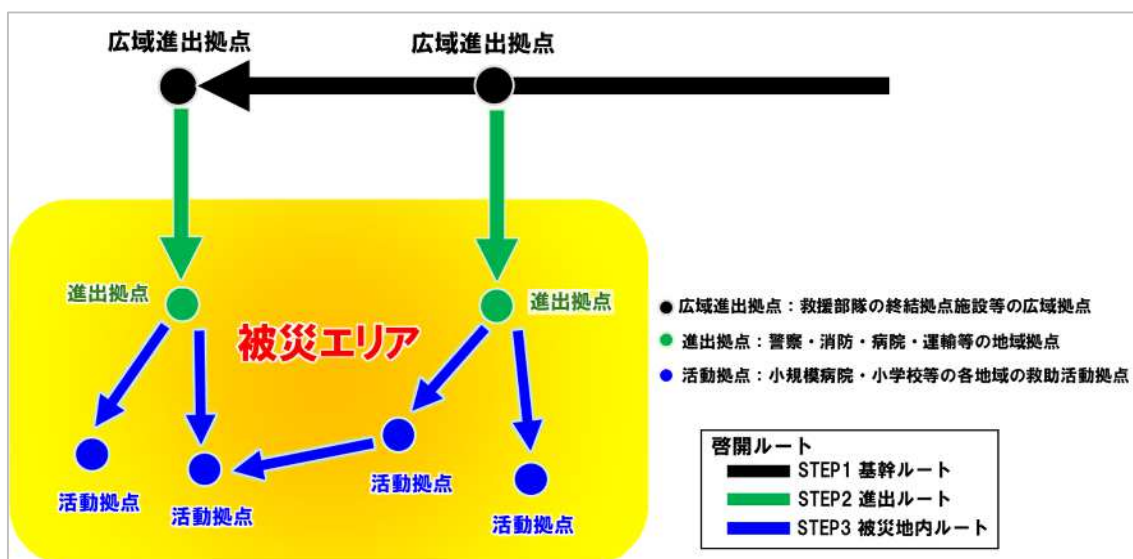 広域進出拠点
広域進出拠点
進出拠点
進出拠点
被災エリア
活動拠点
活動拠点
活動拠点
活動拠点
● 広域進出拠点：救援部隊の終結拠点施設等の広域拠点
● 進出拠点：警察・消防・病院・運輸等の地域拠点
● 活動拠点：小規模病院・小学校等の各地域の救助活動拠点
啓開ルート
STEP1 基幹ルート
STEP2 進出ルート
STEP3 被災地内ルート